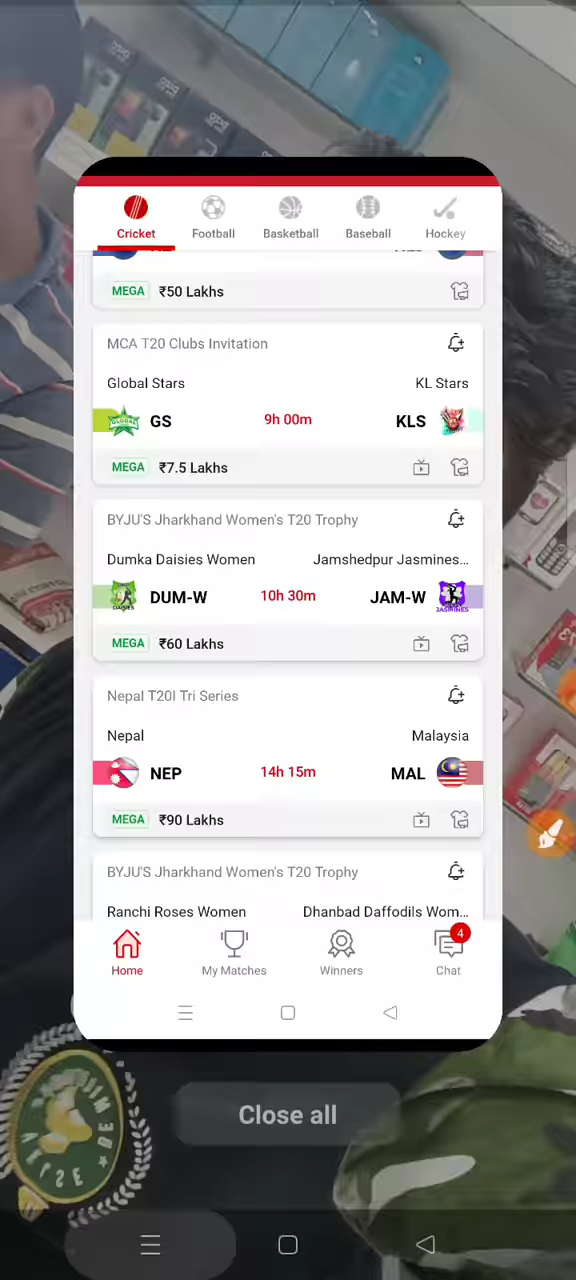 Cricket Football Basketball Baseball Hockey
MEGA ₹50 Lakhs
MCA T20 Clubs Invitation
Global Stars KL Stars
GS 9h 00m KLS
MEGA ₹7.5 Lakhs
BYJU'S Jharkhand Women's T20 Trophy
Dumka Daisies Women Jamshedpur Jasmines...
DUM-W 10h 30m JAM-W
MEGA ₹60 Lakhs
Nepal T20I Tri Series
Nepal Malaysia
NEP 14h 15m MAL
MEGA ₹90 Lakhs
BYJU'S Jharkhand Women's T20 Trophy
Ranchi Roses Women Dhanbad Daffodils Wom...
4
Home My Matches Winners Chat
Close all